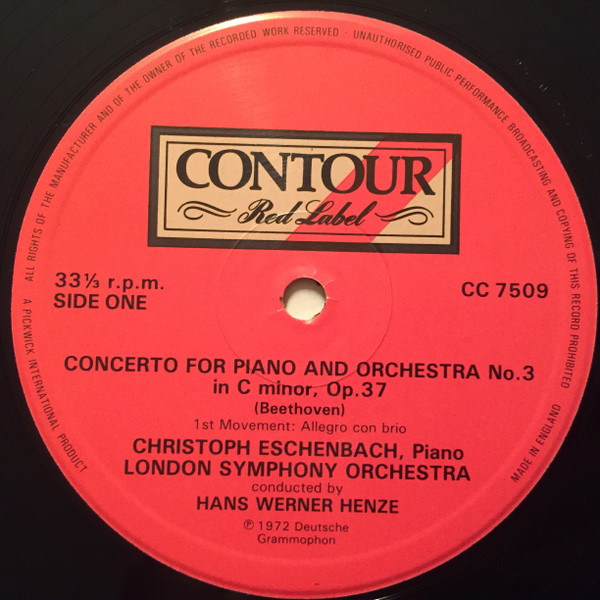 ALL RIGHTS OF THE MANUFACTURER AND OF THE OWNER OF THE RECORDED WORK RESERVED · UNAUTHORISED PUBLIC PERFORMANCE BROADCASTING AND COPYING OF THIS RECORD PROHIBITED
CONTOUR
Red Label
33⅓ r.p.m.
SIDE ONE
CC 7509
CONCERTO FOR PIANO AND ORCHESTRA No.3
in C minor, Op.37
(Beethoven)
1st Movement: Allegro con brio
CHRISTOPH ESCHENBACH, Piano
LONDON SYMPHONY ORCHESTRA
conducted by
HANS WERNER HENZE
℗ 1972 Deutsche
Grammophon
A PICKWICK INTERNATIONAL PRODUCT
MADE IN ENGLAND